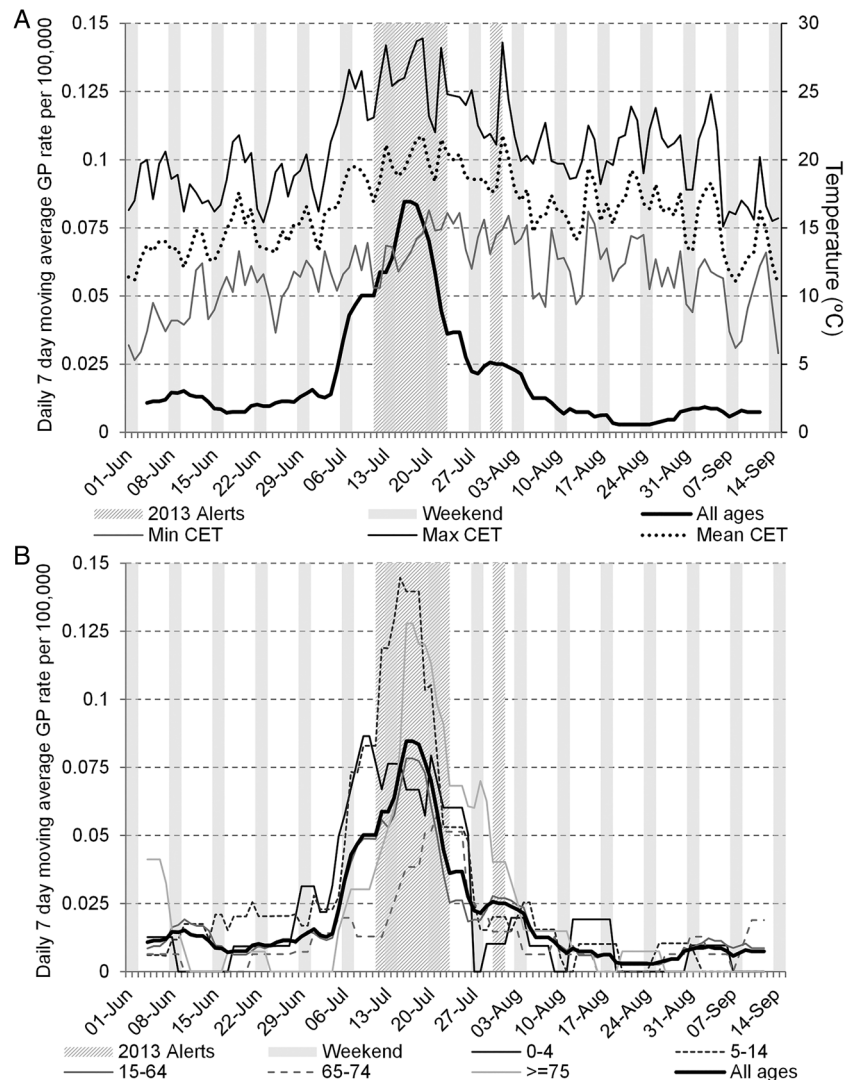 A
Daily 7 day moving average GP rate per 100,000
0.15
0.125
0.1
0.075
0.05
0.025
0
30
25
20
15
10
5
0
Temperature (ºC)
01-Jun
08-Jun
15-Jun
22-Jun
29-Jun
06-Jul
13-Jul
20-Jul
27-Jul
03-Aug
10-Aug
17-Aug
24-Aug
31-Aug
07-Sep
14-Sep
2013 Alerts Weekend All ages
Min CET Max CET Mean CET
B
Daily 7 day moving average GP rate per 100,000
0.15
0.125
0.1
0.075
0.05
0.025
0
01-Jun
08-Jun
15-Jun
22-Jun
29-Jun
06-Jul
13-Jul
20-Jul
27-Jul
03-Aug
10-Aug
17-Aug
24-Aug
31-Aug
07-Sep
14-Sep
2013 Alerts Weekend 0-4 5-14
15-64 65-74 >=75 All ages